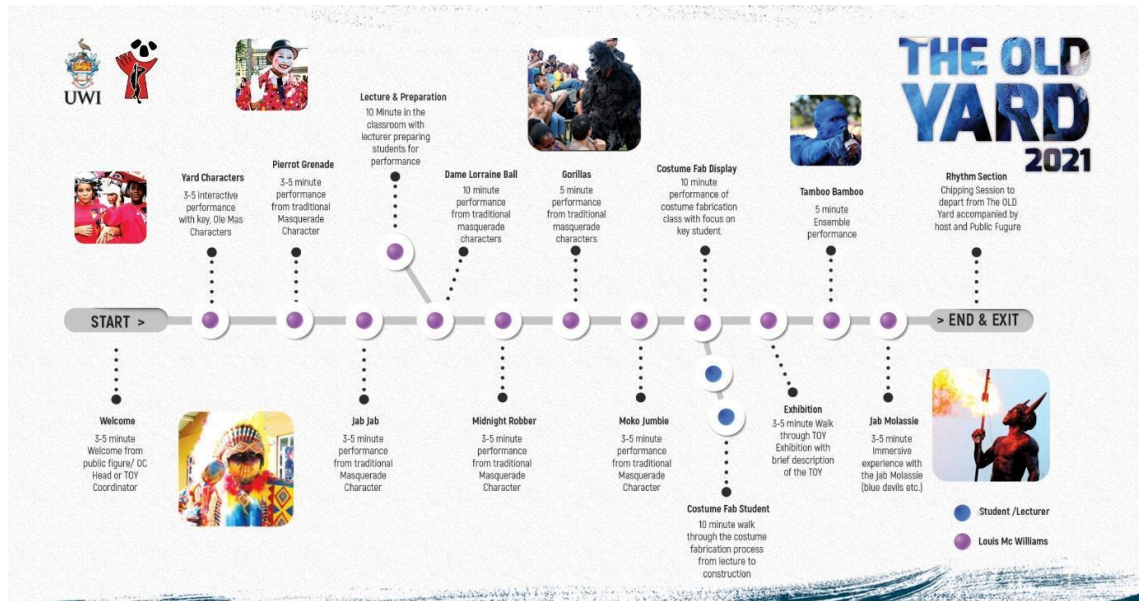 UWI
THE OLD
YARD
2021
Lecture & Preparation
10 Minute in the
classroom with
lecturer preparing
students for
performance
Yard Characters
3-5 interactive
performance
with key, Ole Mas
Characters
Pierrot Grenade
3-5 minute
performance
from traditional
Masquerade
Character
Dame Lorraine Ball
10 minute
performance
from traditional
masquerade
characters
Gorillas
5 minute
performance
from traditional
masquerade
characters
Costume Fab Display
10 minute
performance of
costume fabrication
class with focus on
key student
Tamboo Bamboo
5 minute
Ensemble
performance
Rhythm Section
Chipping Session to
depart from The OLD
Yard accompanied by
host and Public Fugure
START >
> END & EXIT
Welcome
3-5 minute
Welcome from
public figure/ OC
Head or TOY
Coordinator
Jab Jab
3-5 minute
performance
from traditional
Masquerade
Character
Midnight Robber
3-5 minute
performance
from traditional
Masquerade
Character
Moko Jumbie
3-5 minute
performance
from traditional
Masquerade
Character
Costume Fab Student
10 minute walk
through the costume
fabrication process
from lecture to
construction
Exhibition
3-5 minute Walk
through TOY
Exhibition with
brief description
of the TOY
Jab Molassie
3-5 minute
Immersive
experience with
the jab Molassie
(blue devils etc.)
Student /Lecturer
Louis Mc Williams